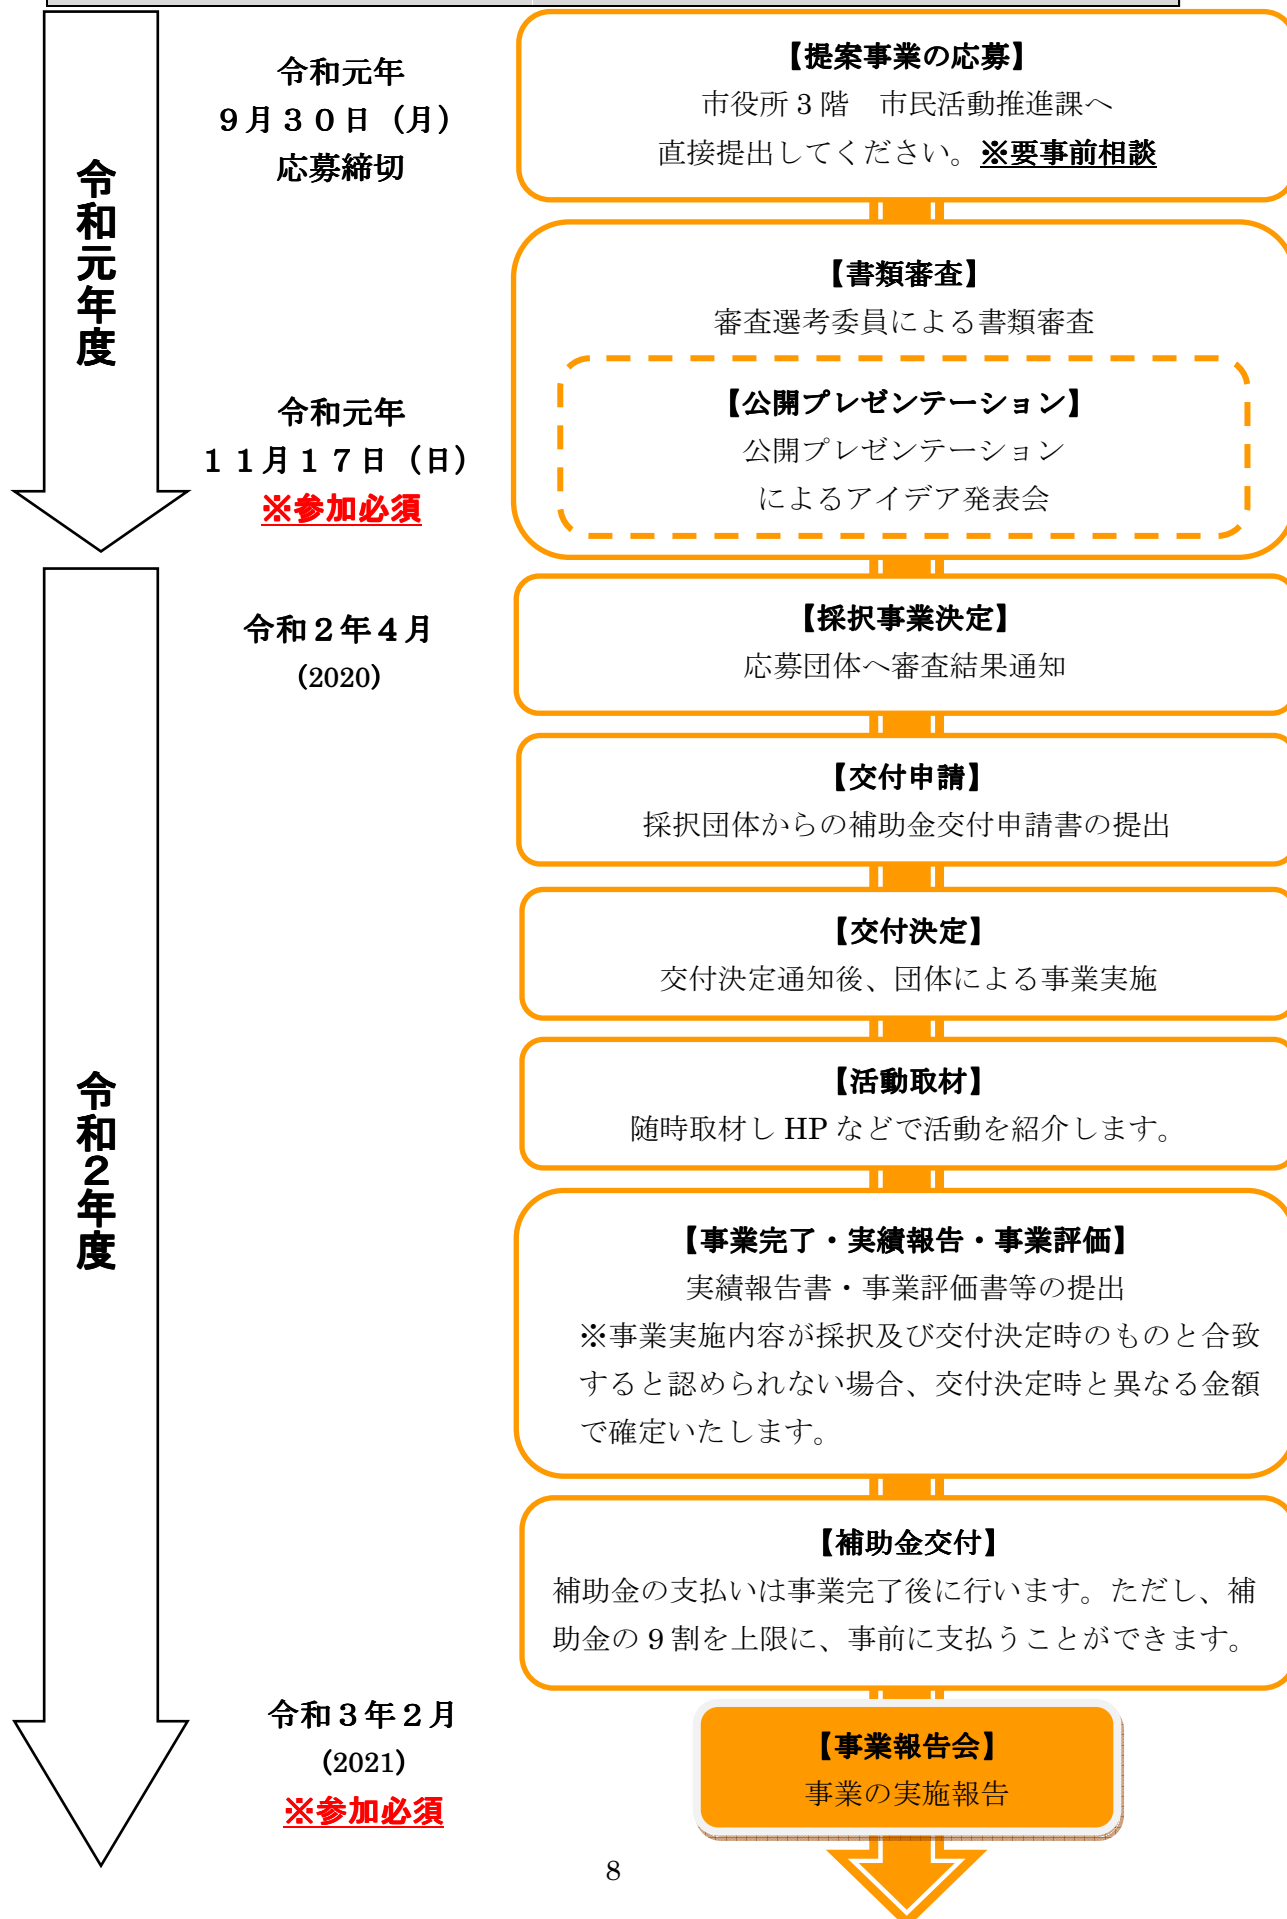 令和元年度
令和元年
９月３０日（月）
応募締切
【提案事業の応募】
市役所３階　市民活動推進課へ
直接提出してください。※要事前相談
【書類審査】
審査選考委員による書類審査
令和元年
１１月１７日（日）
※参加必須
【公開プレゼンテーション】
公開プレゼンテーション
によるアイデア発表会
令和２年度
令和２年４月
(2020)
【採択事業決定】
応募団体へ審査結果通知
【交付申請】
採択団体からの補助金交付申請書の提出
【交付決定】
交付決定通知後、団体による事業実施
【活動取材】
随時取材し HP などで活動を紹介します。
【事業完了・実績報告・事業評価】
実績報告書・事業評価書等の提出
※事業実施内容が採択及び交付決定時のものと合致
すると認められない場合、交付決定時と異なる金額
で確定いたします。
【補助金交付】
補助金の支払いは事業完了後に行います。ただし、補
助金の 9 割を上限に、事前に支払うことができます。
令和３年２月
(2021)
※参加必須
【事業報告会】
事業の実施報告
8